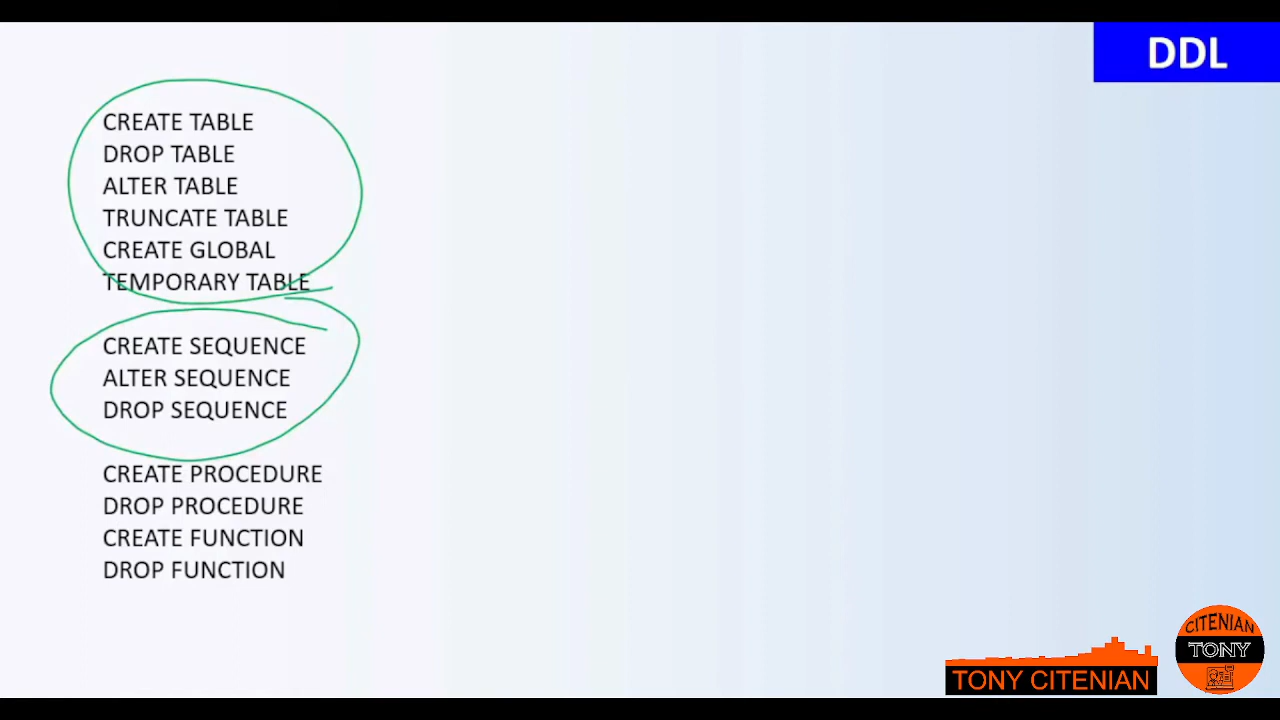 DDL
CREATE TABLE
DROP TABLE
ALTER TABLE
TRUNCATE TABLE
CREATE GLOBAL
TEMPORARY TABLE
CREATE SEQUENCE
ALTER SEQUENCE
DROP SEQUENCE
CREATE PROCEDURE
DROP PROCEDURE
CREATE FUNCTION
DROP FUNCTION
TONY CITENIAN
CITENIAN
TONY